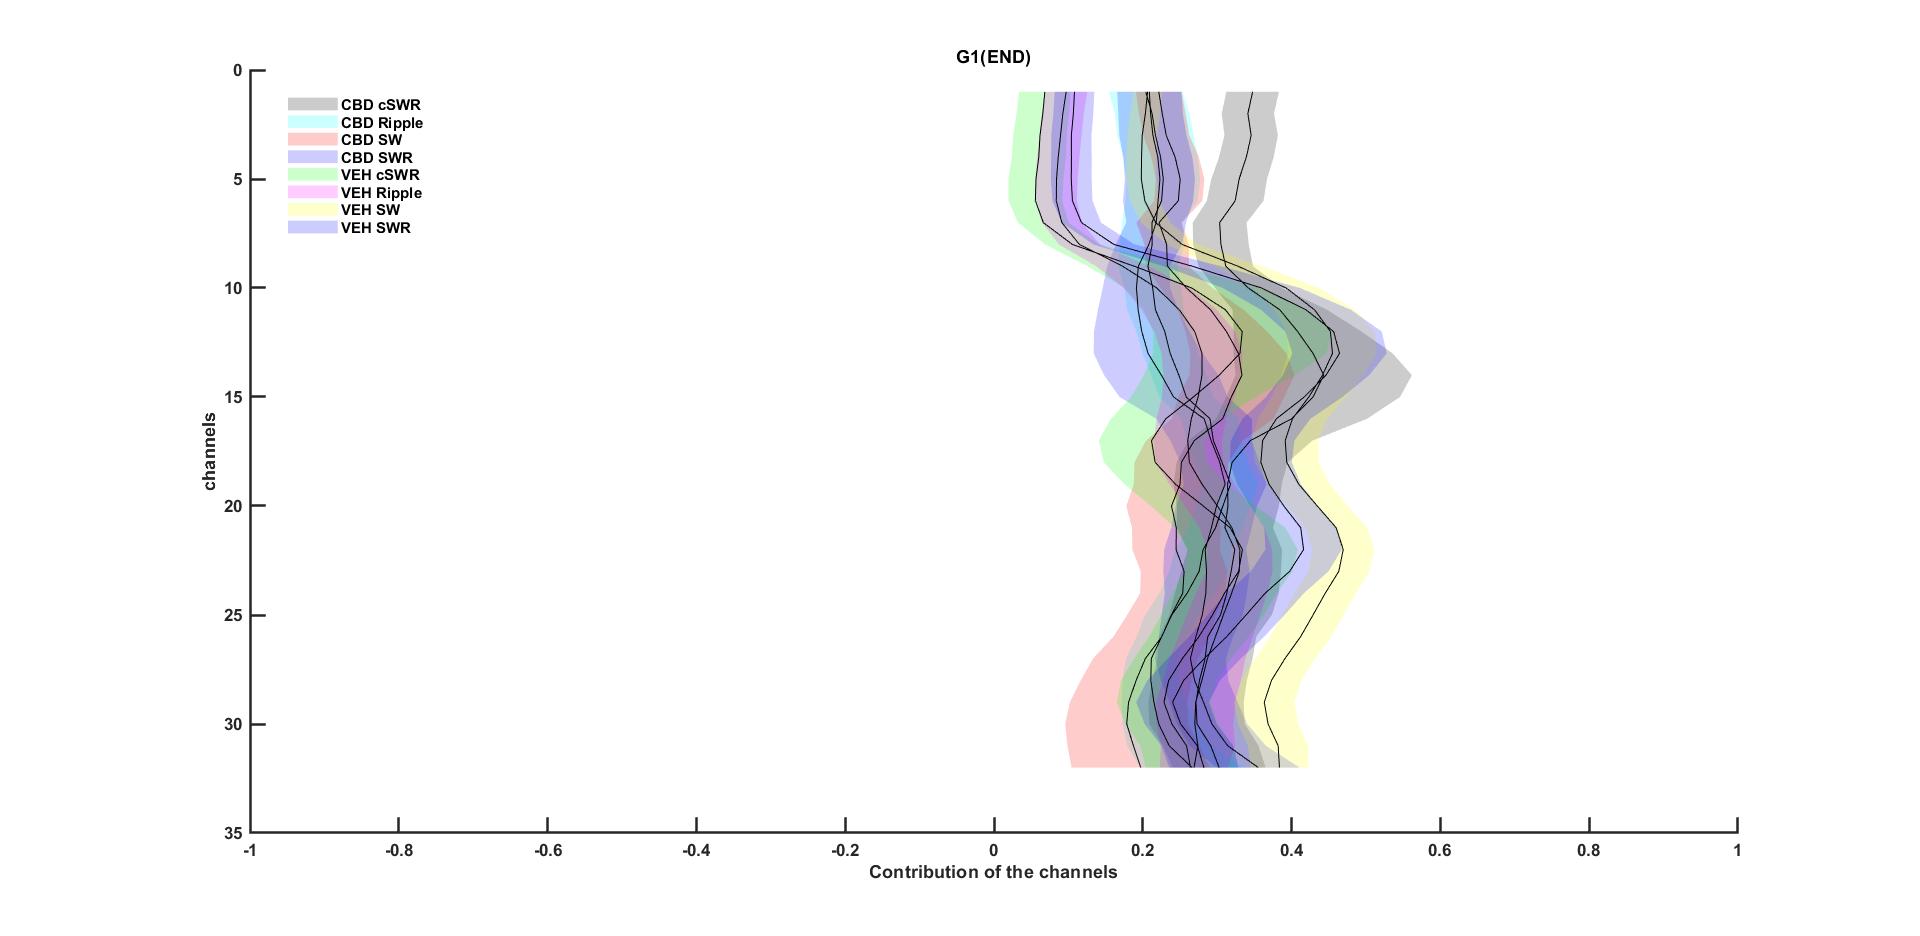 G1(END)
0
5
10
15
20
25
30
35
channels
CBD cSWR
CBD Ripple
CBD SW
CBD SWR
VEH cSWR
VEH Ripple
VEH SW
VEH SWR
-1 -0.8 -0.6 -0.4 -0.2 0 0.2 0.4 0.6 0.8 1
Contribution of the channels